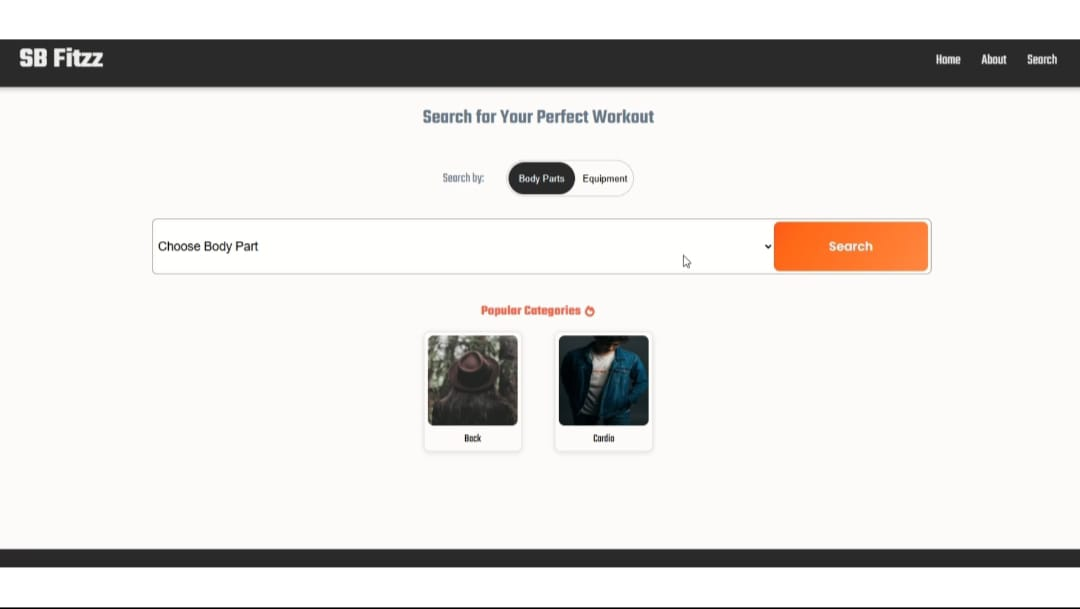 SB Fitzz
Home About Search
Search for Your Perfect Workout
Search by: Body Parts Equipment
Choose Body Part
Search
Popular Categories
Back Cardio